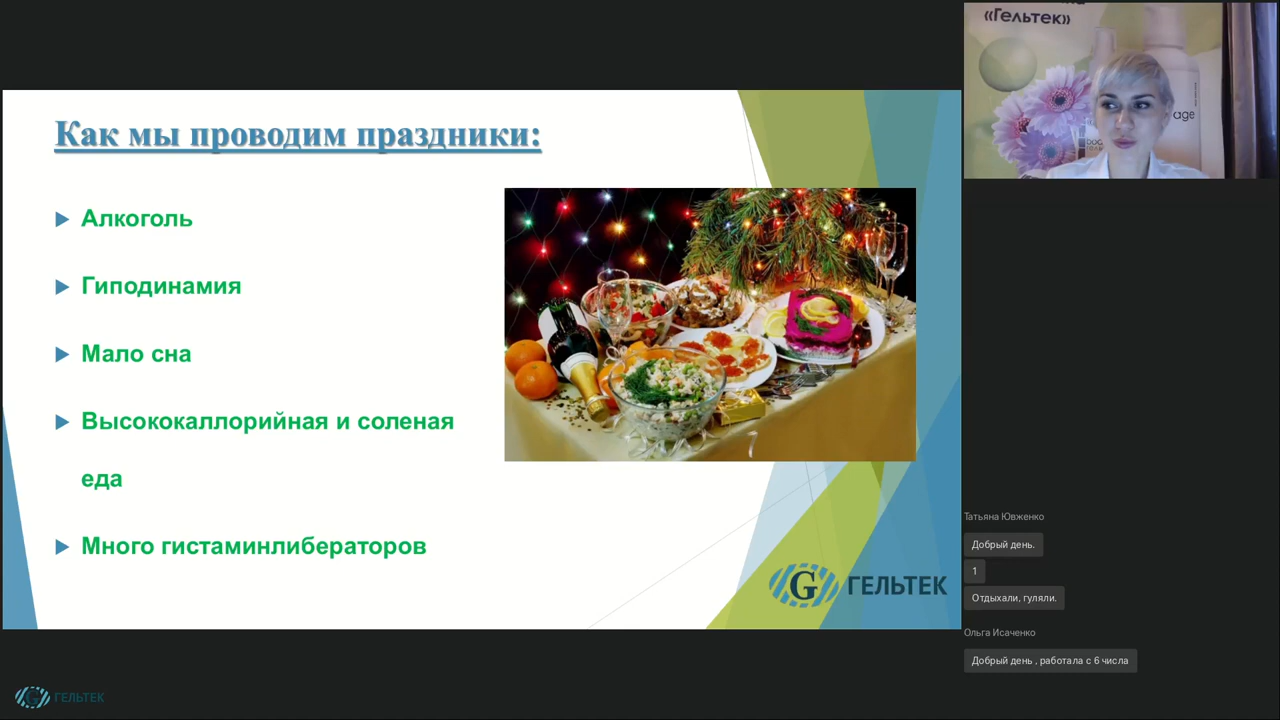 Как мы проводим праздники:
Алкоголь
Гиподинамия
Мало сна
Высококаллорийная и соленая
еда
Много гистаминлибераторов
G ГЕЛЬТЕК
«Гельтек»
age
Татьяна Ювженко
Добрый день.
1
Отдыхали, гуляли.
Ольга Исаченко
Добрый день , работала с 6 числа
G ГЕЛЬТЕК